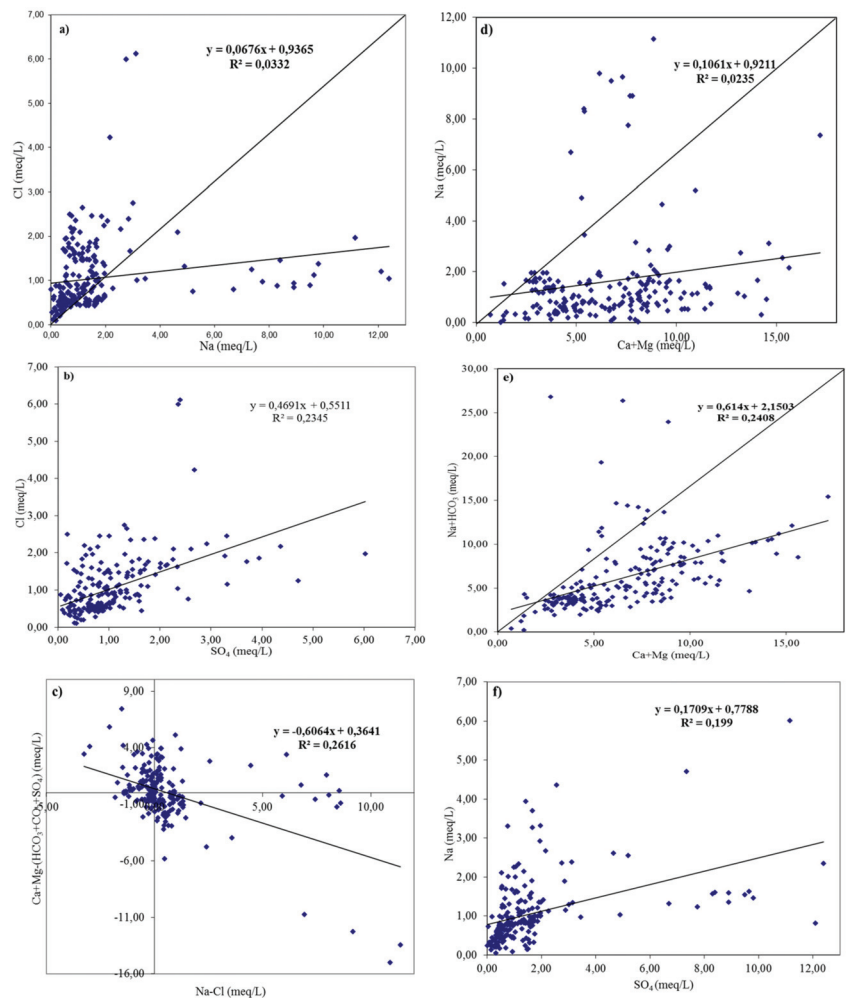 a)
y = 0,0676x + 0,9365
R² = 0,0332
7,00
6,00
5,00
4,00
3,00
2,00
1,00
0,00
Cl (meq/L)
0,00 2,00 4,00 6,00 8,00 10,00 12,00
Na (meq/L)
d)
y = 0,1061x + 0,9211
R² = 0,0235
12,00
10,00
8,00
6,00
4,00
2,00
0,00
Na (meq/L)
0,00 5,00 10,00 15,00
Ca+Mg (meq/L)
b)
y = 0,4691x + 0,5511
R² = 0,2345
7,00
6,00
5,00
4,00
3,00
2,00
1,00
0,00
Cl (meq/L)
0,00 1,00 2,00 3,00 4,00 5,00 6,00 7,00
SO₄ (meq/L)
e)
y = 0,614x + 2,1503
R² = 0,2408
30,00
25,00
20,00
15,00
10,00
5,00
0,00
Na+HCO₃ (meq/L)
0,00 5,00 10,00 15,00
Ca+Mg (meq/L)
c)
y = -0,6064x + 0,3641
R² = 0,2616
9,00
4,00
-1,00
-6,00
-11,00
-16,00
Ca+Mg-(HCO₃+CO₃+SO₄) (meq/L)
-5,00 0,00 5,00 10,00
Na-Cl (meq/L)
f)
y = 0,1709x + 0,7788
R² = 0,199
7,00
6,00
5,00
4,00
3,00
2,00
1,00
0,00
Na (meq/L)
0,00 2,00 4,00 6,00 8,00 10,00 12,00
SO₄ (meq/L)